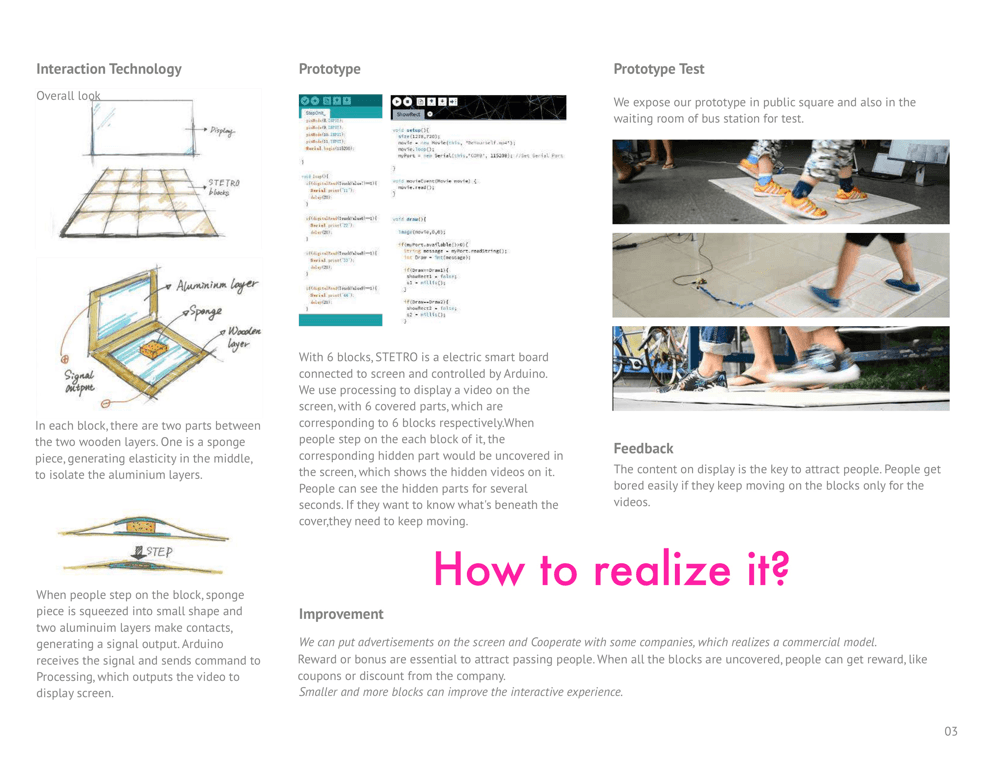 Interaction Technology
Overall look
Display
STETRO
blocks
Alumininm layer
Sponge
Wooden
layer
Signal
output
In each block, there are two parts between
the two wooden layers. One is a sponge
piece, generating elasticity in the middle,
to isolate the aluminium layers.
STEP
When people step on the block, sponge
piece is squeezed into small shape and
two aluminuim layers make contacts,
generating a signal output. Arduino
receives the signal and sends command to
Processing, which outputs the video to
display screen.
Prototype
ShowRect
void setup(){
size(1280,720);
movie.loop();
void movieEvent(Movie movie) {
movie.read();
}
void draw(){
image(movie,0,0);
if(myPort.available()>0){
String message = myPort.readString();
int Draw = int(message);
if(Draw==Draw1){
showRect1 = false;
s1 = millis();
}
if(Draw==Draw2){
showRect2 = false;
s2 = millis();
}
With 6 blocks, STETRO is a electric smart board
connected to screen and controlled by Arduino.
We use processing to display a video on the
screen, with 6 covered parts, which are
corresponding to 6 blocks respectively.When
people step on the each block of it, the
corresponding hidden part would be uncovered in
the screen, which shows the hidden videos on it.
People can see the hidden parts for several
seconds. If they want to know what's beneath the
cover,they need to keep moving.
Prototype Test
We expose our prototype in public square and also in the
waiting room of bus station for test.
Feedback
The content on display is the key to attract people. People get
bored easily if they keep moving on the blocks only for the
videos.
How to realize it?
Improvement
We can put advertisements on the screen and Cooperate with some companies, which realizes a commercial model.
Reward or bonus are essential to attract passing people. When all the blocks are uncovered, people can get reward, like
coupons or discount from the company.
Smaller and more blocks can improve the interactive experience.
03